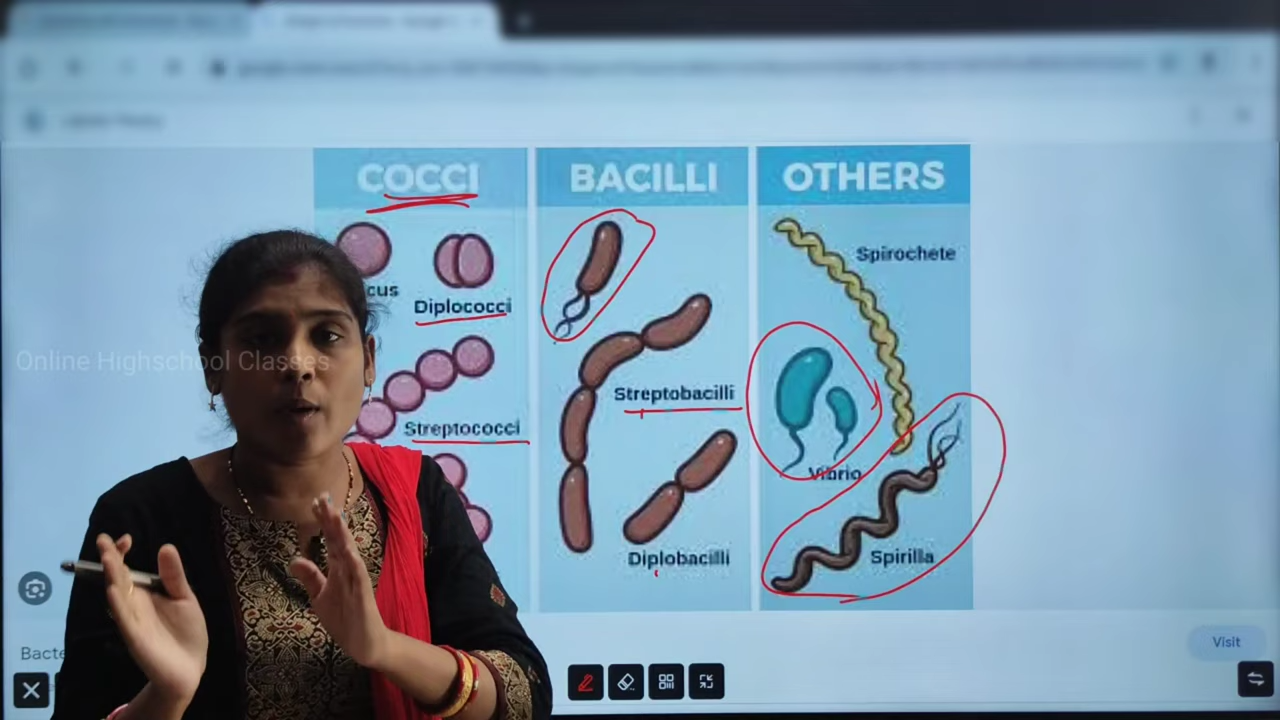 COCCI
BACILLI
OTHERS
Spirochete
cus
Diplococci
Online Highschool Classes
Streptobacilli
Streptococci
Vibrio
Diplobacilli
Spirilla
Visit
Bacte